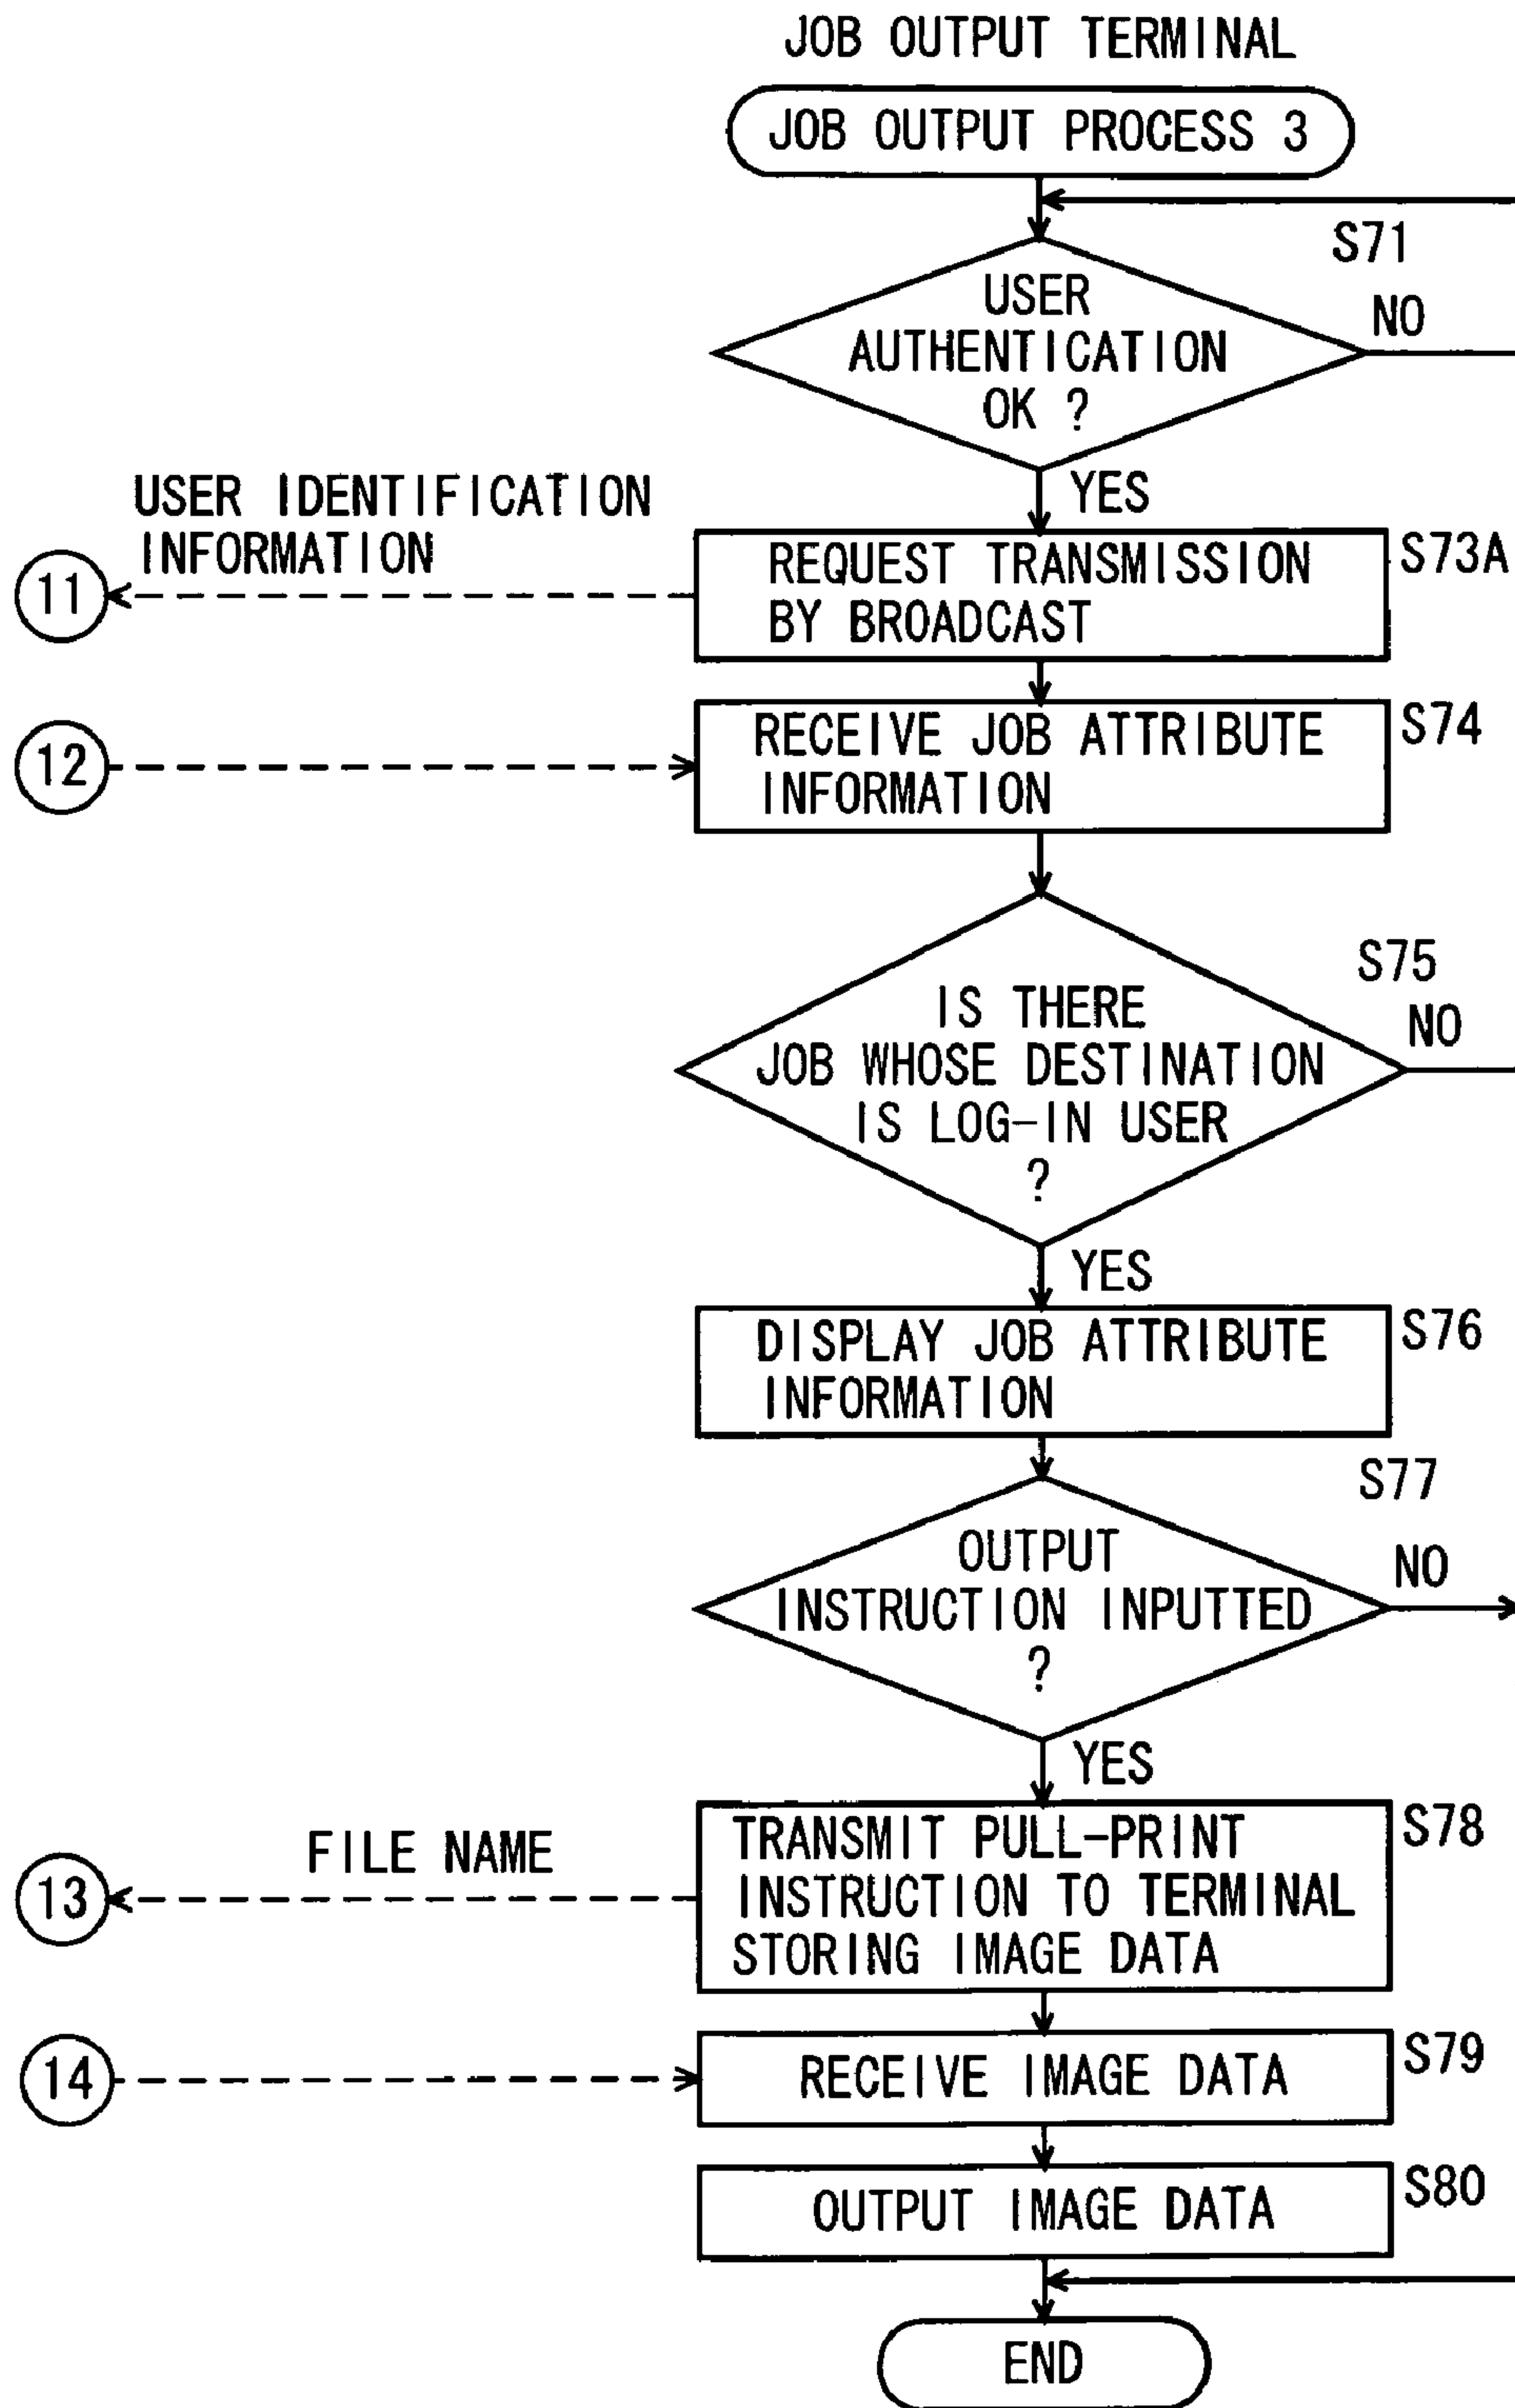 JOB OUTPUT TERMINAL
JOB OUTPUT PROCESS 3
S71
USER
AUTHENTICATION
OK ?
NO
YES
USER IDENTIFICATION
INFORMATION
11
REQUEST TRANSMISSION
BY BROADCAST
S73A
12
RECEIVE JOB ATTRIBUTE
INFORMATION
S74
S75
IS THERE
JOB WHOSE DESTINATION
IS LOG-IN USER
?
NO
YES
DISPLAY JOB ATTRIBUTE
INFORMATION
S76
S77
OUTPUT
INSTRUCTION INPUTTED
?
NO
YES
FILE NAME
13
TRANSMIT PULL-PRINT
INSTRUCTION TO TERMINAL
STORING IMAGE DATA
S78
14
RECEIVE IMAGE DATA
S79
OUTPUT IMAGE DATA
S80
END